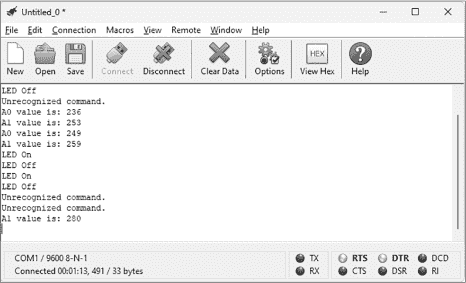 Untitled_0 *
File Edit Connection Macros View Remote Window Help
New Open Save Connect Disconnect Clear Data Options View Hex Help
HEX
LED Off
Unrecognized command.
A0 value is: 236
A1 value is: 253
A0 value is: 249
A1 value is: 259
LED On
LED Off
LED On
LED Off
Unrecognized command.
Unrecognized command.
A1 value is: 280
COM1 / 9600 8-N-1
Connected 00:01:13, 491 / 33 bytes
TX RTS DTR DCD
RX CTS DSR RI